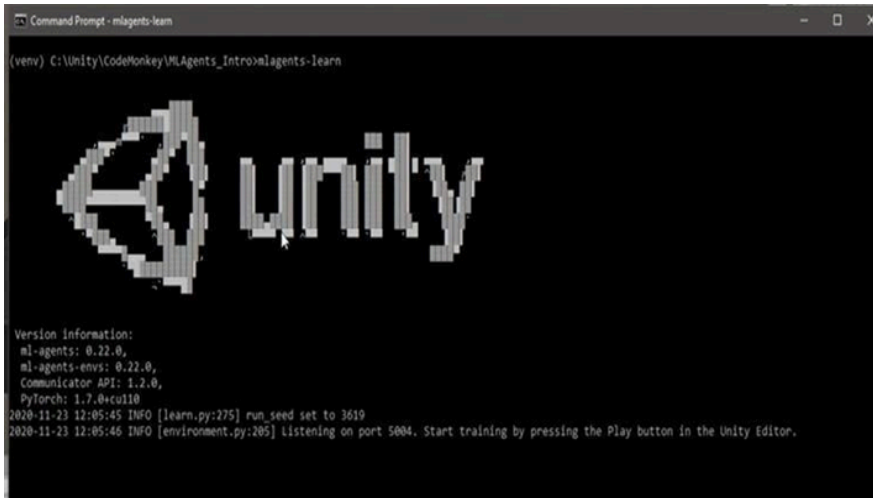 Command Prompt - mlagents-learn
(venv) C:\Unity\CodeMonkey\MLAgents_Intro>mlagents-learn
unity
Version information:
ml-agents: 0.22.0,
ml-agents-envs: 0.22.0,
Communicator API: 1.2.0,
PyTorch: 1.7.0+cu110
2020-11-23 12:05:45 INFO [learn.py:275] run_seed set to 3619
2020-11-23 12:05:46 INFO [environment.py:205] Listening on port 5004. Start training by pressing the Play button in the Unity Editor.